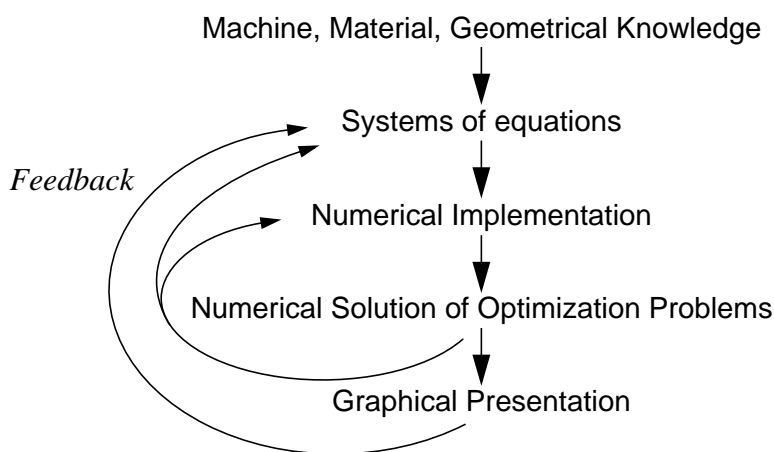 Machine, Material, Geometrical Knowledge
Systems of equations
Feedback
Numerical Implementation
Numerical Solution of Optimization Problems
Graphical Presentation